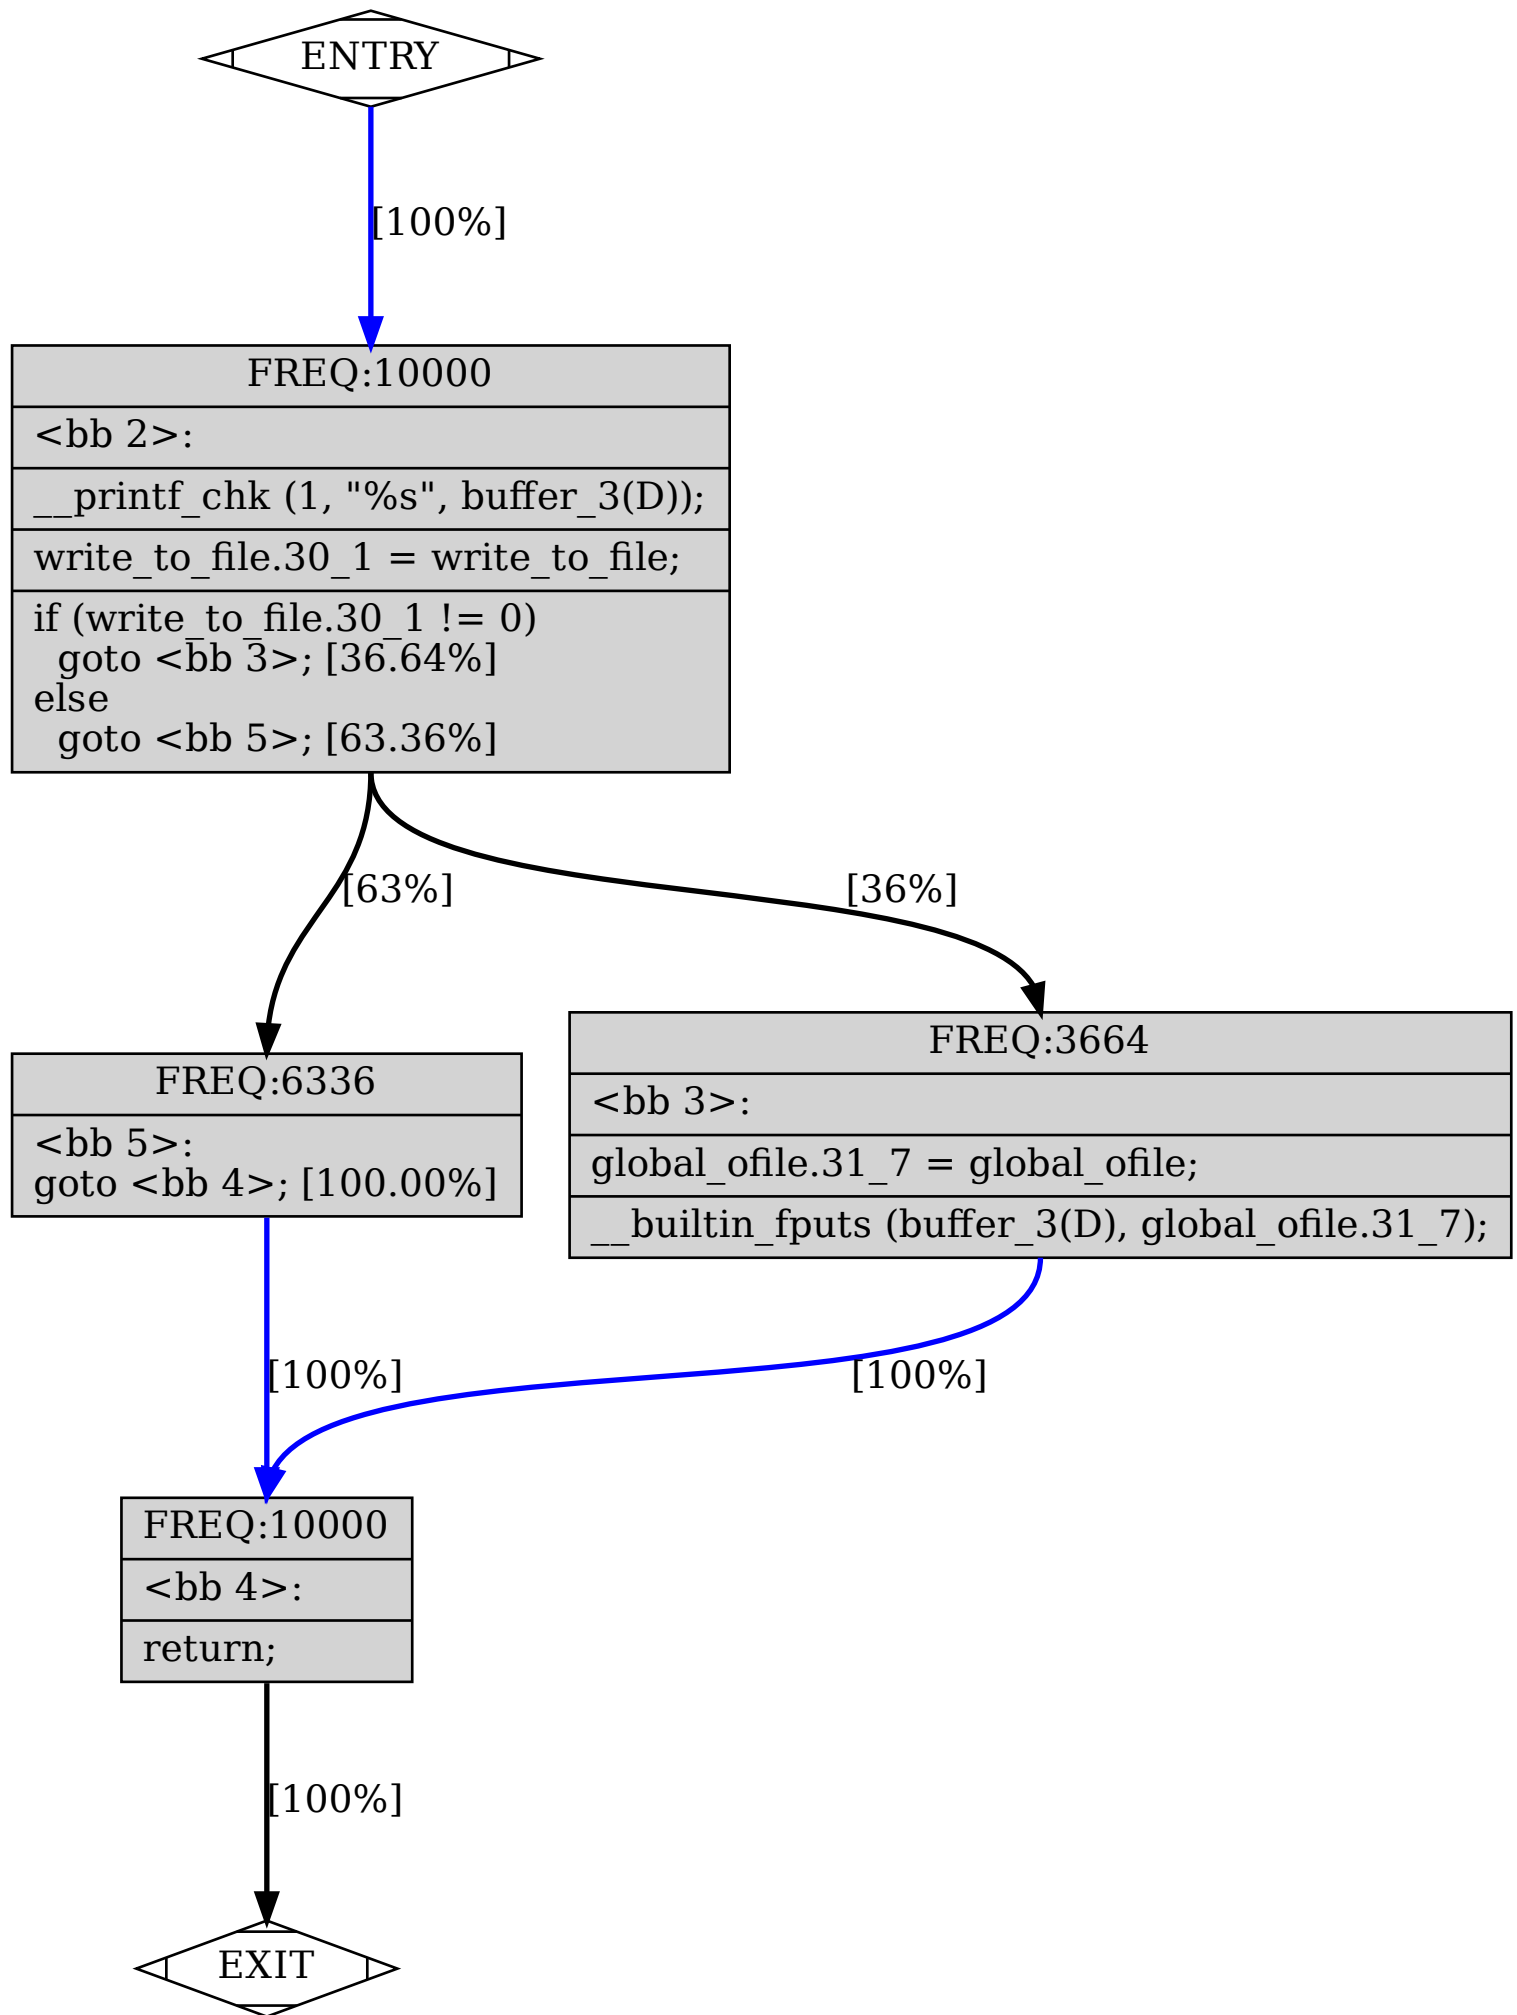 ENTRY
[100%]
FREQ:10000
<bb 2>:
__printf_chk (1, "%s", buffer_3(D));
write_to_file.30_1 = write_to_file;
if (write_to_file.30_1 != 0)
  goto <bb 3>; [36.64%]
else
  goto <bb 5>; [63.36%]
[63%]
[36%]
FREQ:6336
<bb 5>:
goto <bb 4>; [100.00%]
FREQ:3664
<bb 3>:
global_ofile.31_7 = global_ofile;
__builtin_fputs (buffer_3(D), global_ofile.31_7);
[100%]
[100%]
FREQ:10000
<bb 4>:
return;
[100%]
EXIT